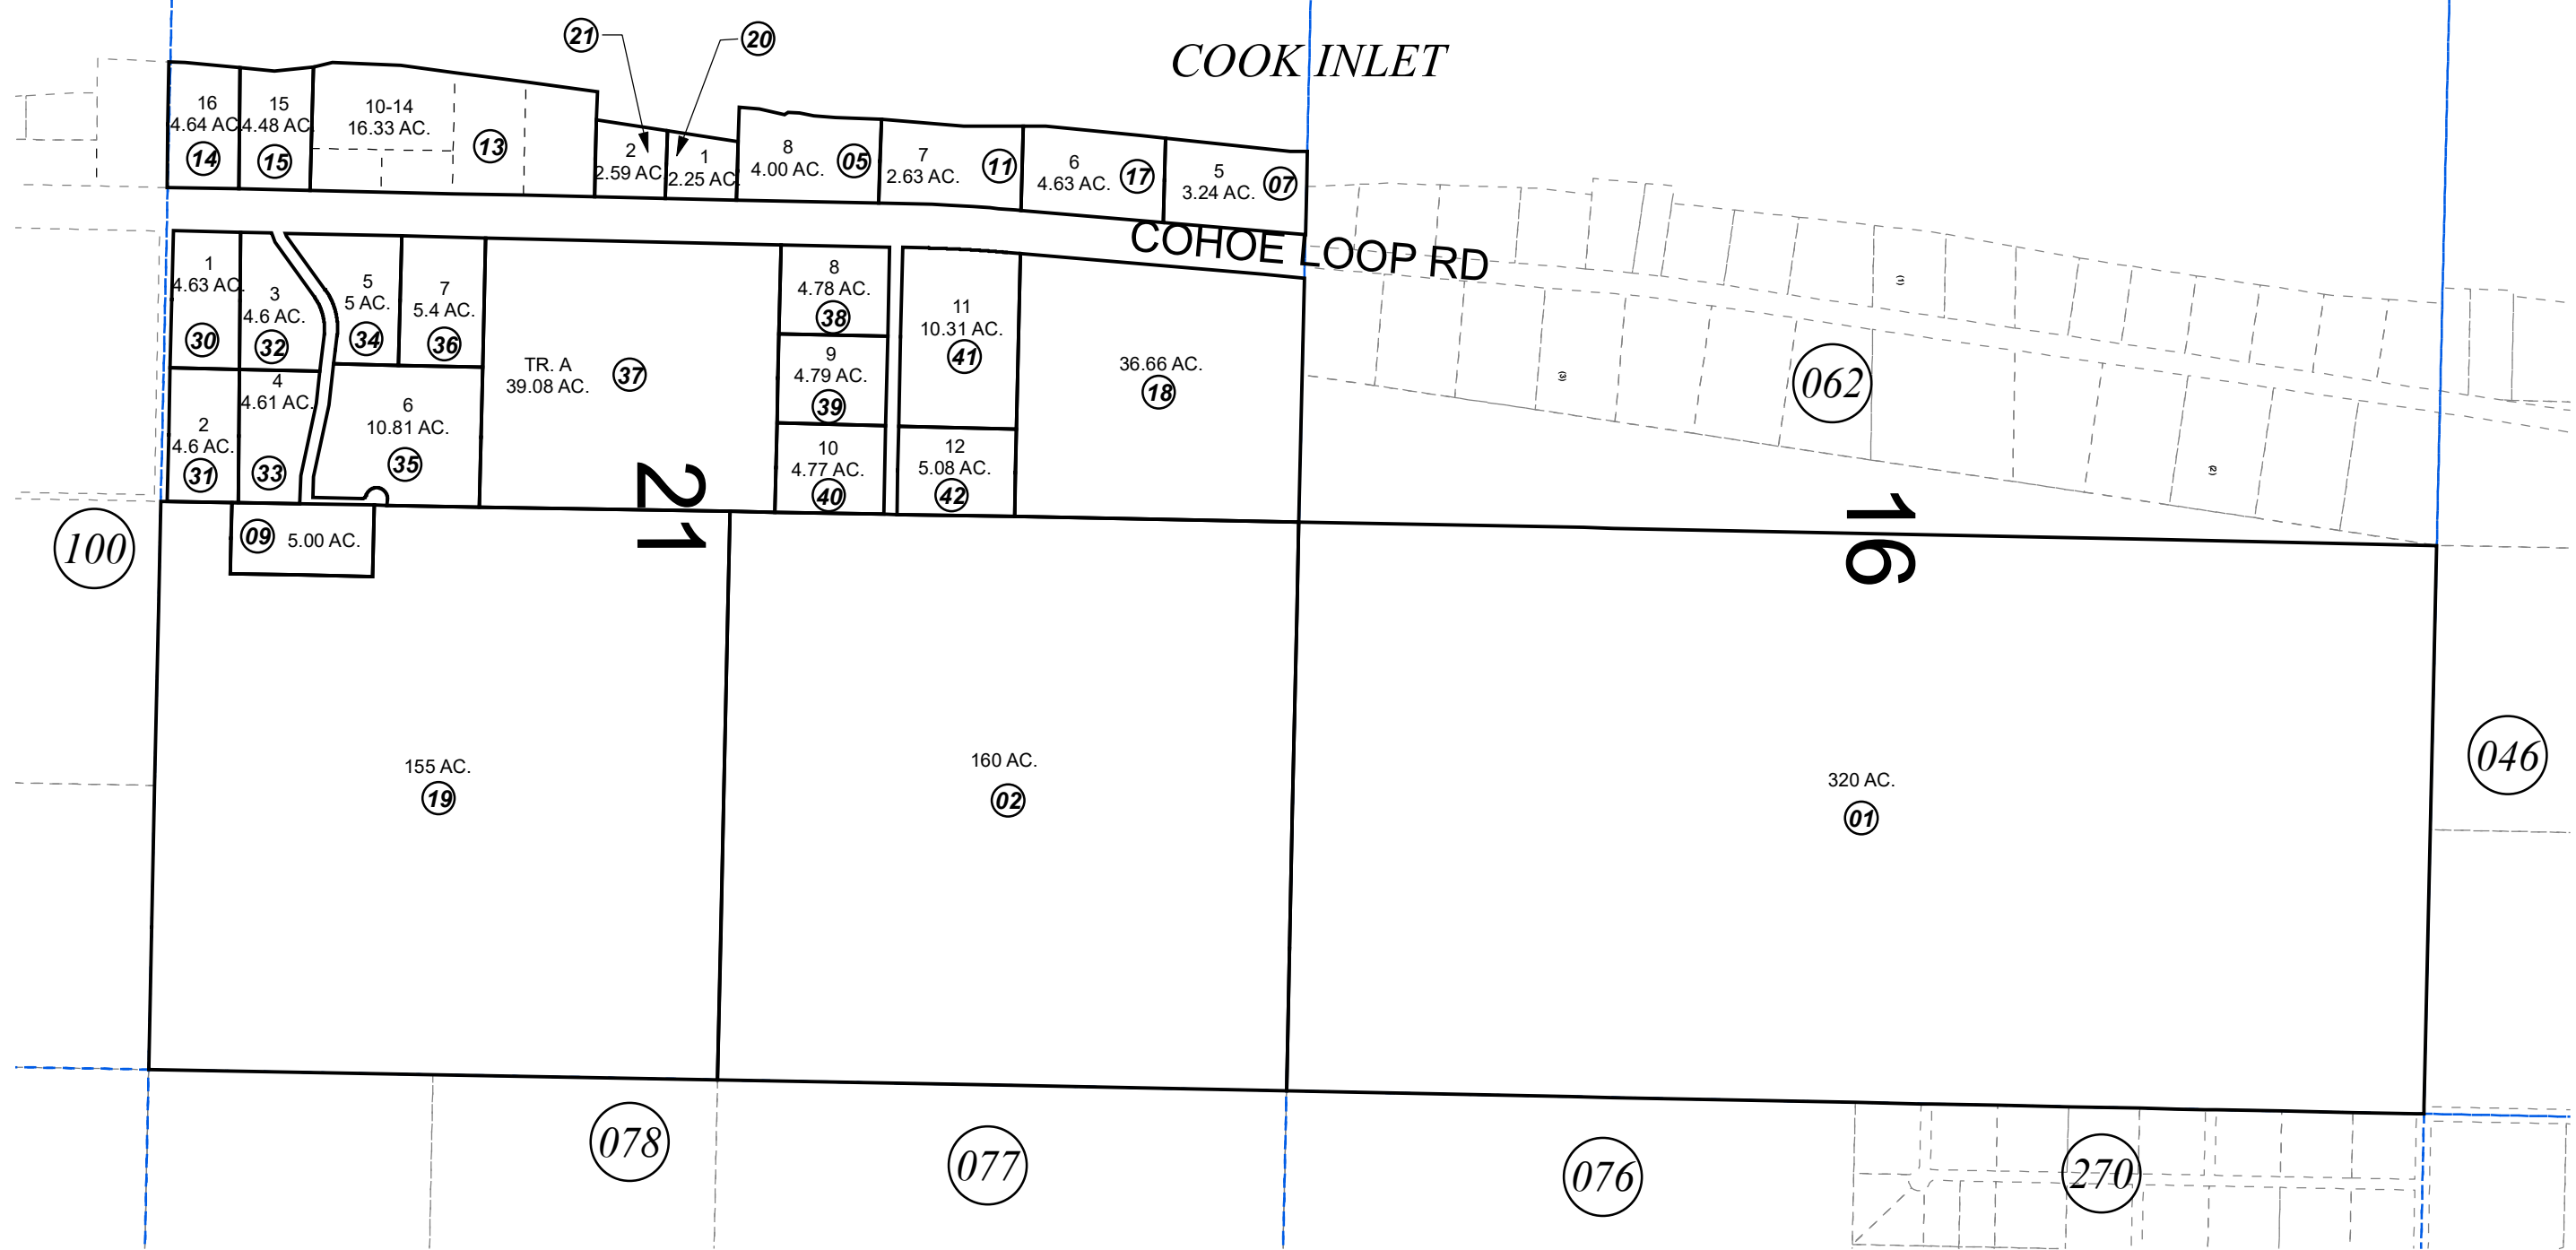 21
20
COOK INLET
16
4.64 AC.
14
15
4.48 AC.
15
10-14
16.33 AC.
13
2
2.59 AC.
1
2.25 AC.
8
4.00 AC.
05
7
2.63 AC.
11
6
4.63 AC.
17
5
3.24 AC.
07
COHOE LOOP RD
1
4.63 AC.
30
3
4.6 AC.
32
5
5 AC.
34
7
5.4 AC.
36
TR. A
39.08 AC.
37
8
4.78 AC.
38
9
4.79 AC.
39
10
4.77 AC.
40
11
10.31 AC.
41
12
5.08 AC.
42
36.66 AC.
18
062
2
4.6 AC.
31
4
4.61 AC.
33
6
10.81 AC.
35
21
16
100
09
5.00 AC.
155 AC.
19
160 AC.
02
320 AC.
01
046
078
077
076
270